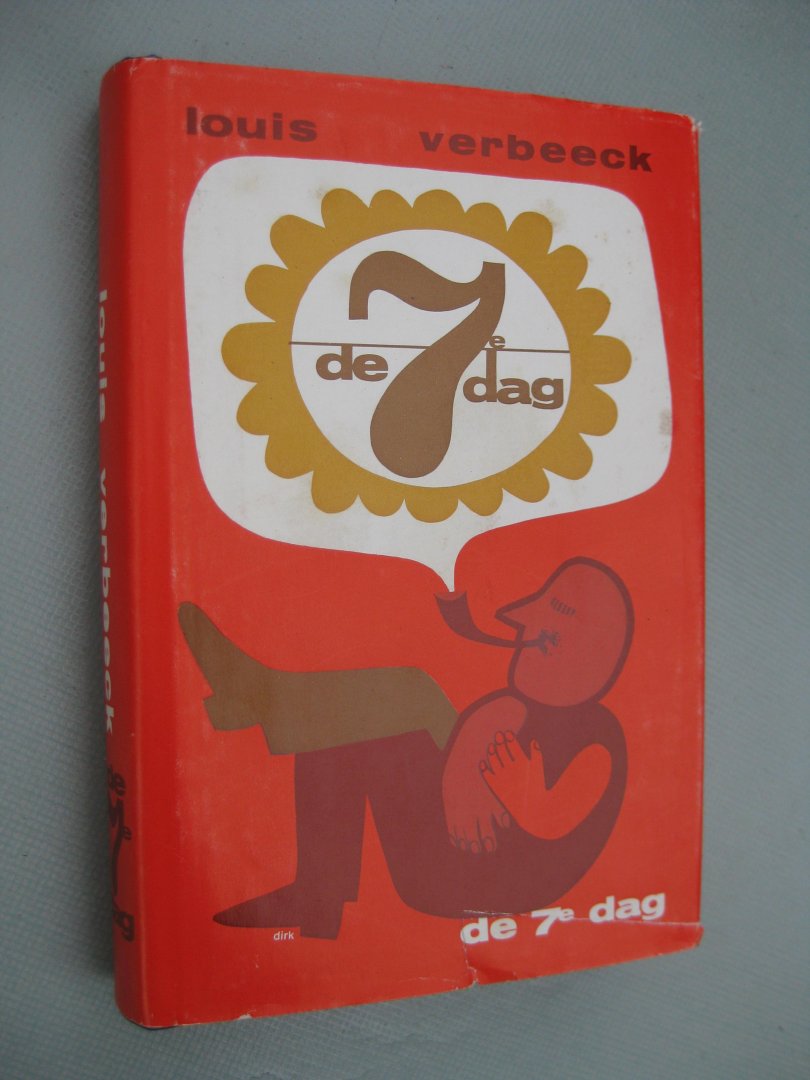 louis verbeeck
de 7e dag
de 7e dag
dirk
louis verbeeck
de
7e
dag